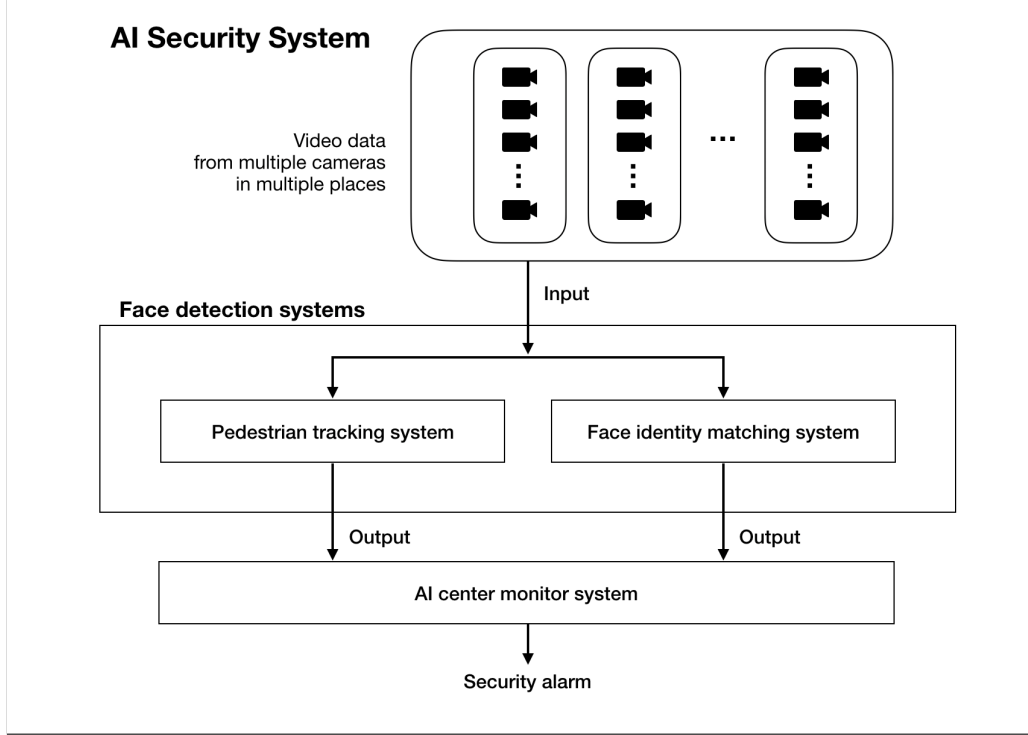 AI Security System
Video data
from multiple cameras
in multiple places
...
Input
Face detection systems
Pedestrian tracking system
Face identity matching system
Output
Output
AI center monitor system
Security alarm